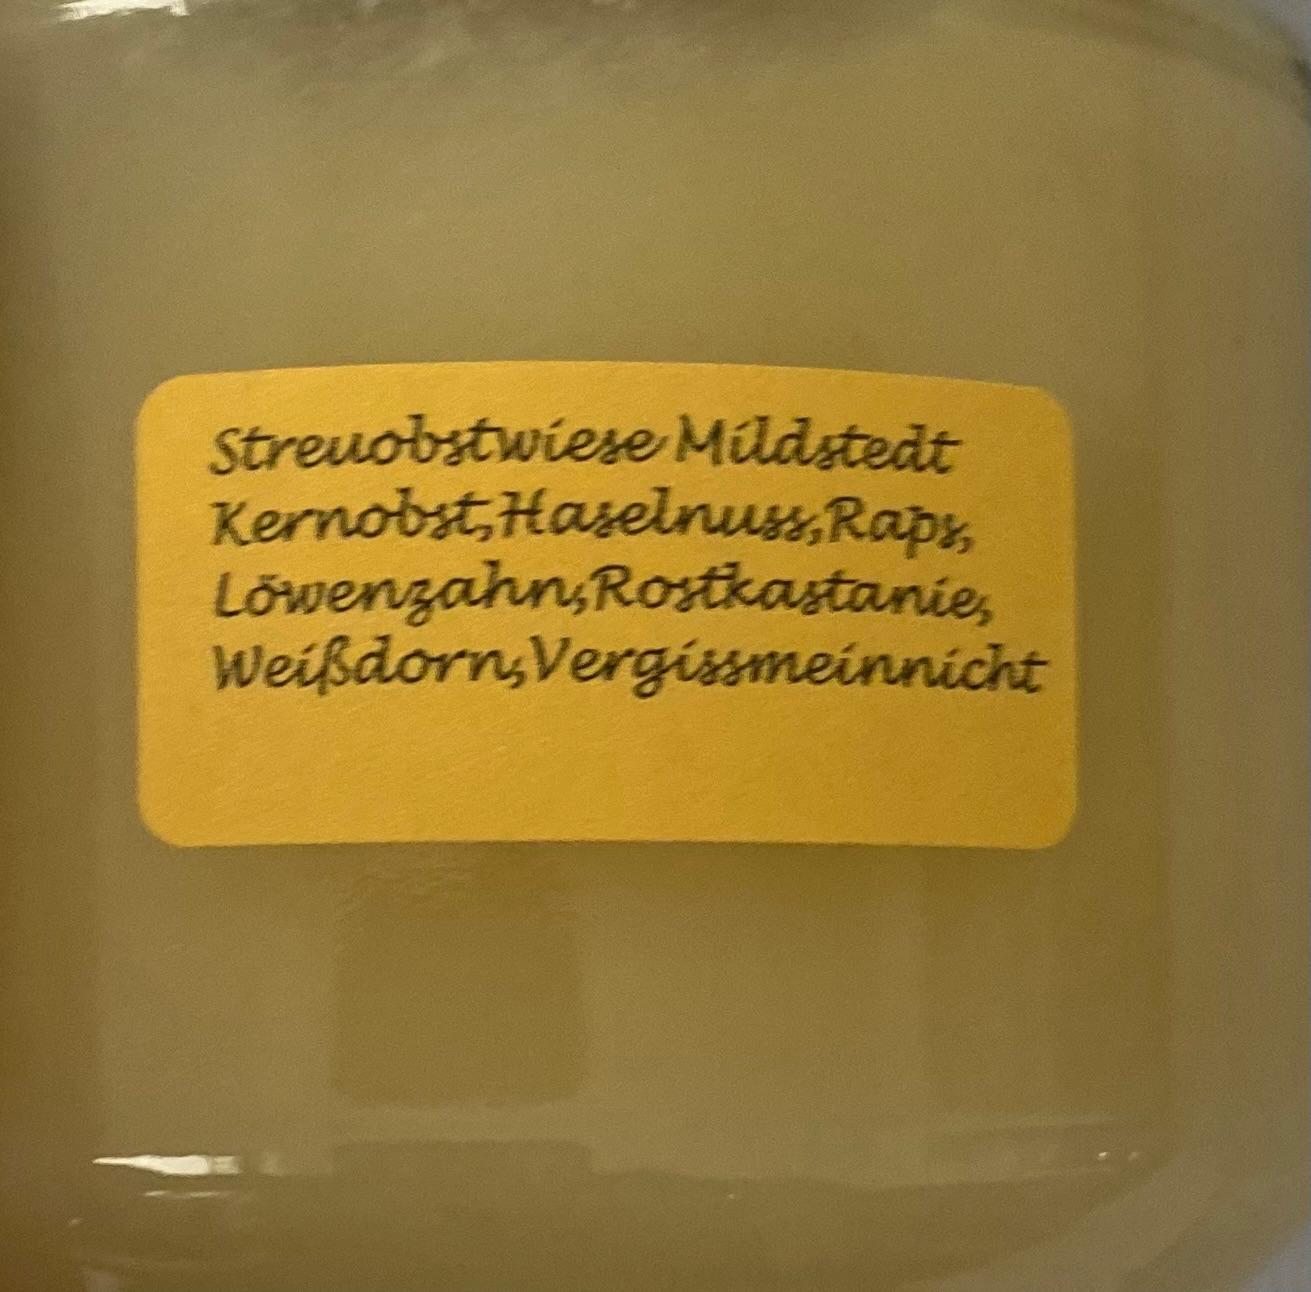 Streuobstwiese Mildstedt
Kernobst,Haselnuss,Raps,
Löwenzahn,Rostkastanie,
Weißdorn,Vergissmeinnicht